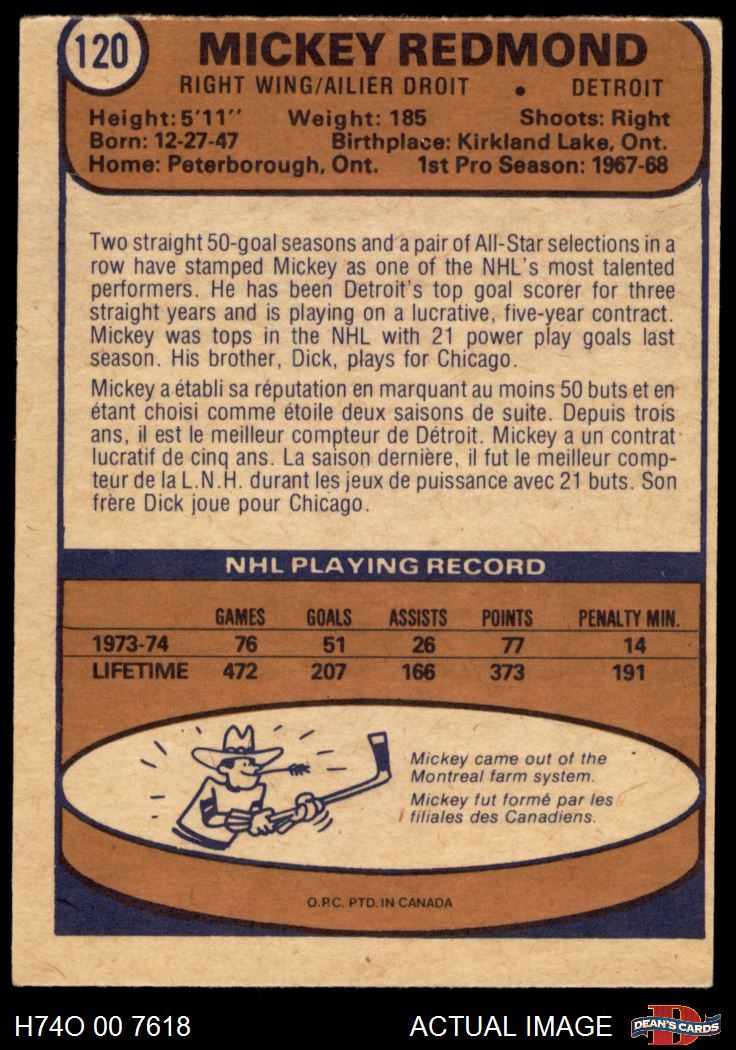 120
MICKEY REDMOND
RIGHT WING/AILIER DROIT • DETROIT
Height: 5'11'' Weight: 185 Shoots: Right
Born: 12-27-47 Birthplace: Kirkland Lake, Ont.
Home: Peterborough, Ont. 1st Pro Season: 1967-68
Two straight 50-goal seasons and a pair of All-Star selections in a
row have stamped Mickey as one of the NHL's most talented
performers. He has been Detroit's top goal scorer for three
straight years and is playing on a lucrative, five-year contract.
Mickey was tops in the NHL with 21 power play goals last
season. His brother, Dick, plays for Chicago.
Mickey a établi sa réputation en marquant au moins 50 buts et en
étant choisi comme étoile deux saisons de suite. Depuis trois
ans, il est le meilleur compteur de Détroit. Mickey a un contrat
lucratif de cinq ans. La saison dernière, il fut le meilleur comp-
teur de la L.N.H. durant les jeux de puissance avec 21 buts. Son
frère Dick joue pour Chicago.
NHL PLAYING RECORD
GAMES GOALS ASSISTS POINTS PENALTY MIN.
1973-74 76 51 26 77 14
LIFETIME 472 207 166 373 191
Mickey came out of the
Montreal farm system.
Mickey fut formé par les
filiales des Canadiens.
O.P.C. PTD. IN CANADA
H74O 00 7618 ACTUAL IMAGE DEAN'S CARDS